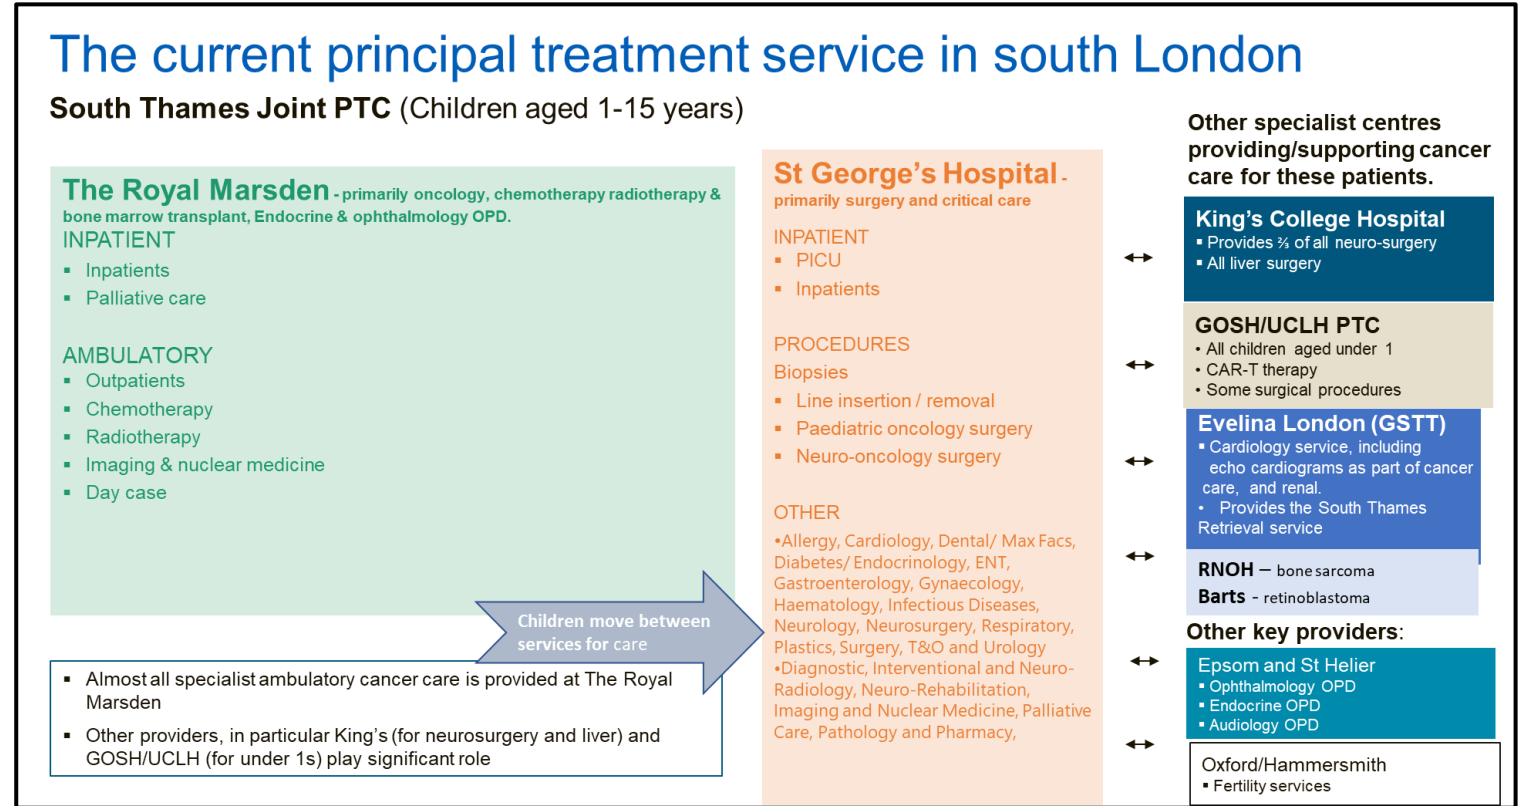 The current principal treatment service in south London
South Thames Joint PTC (Children aged 1-15 years)
The Royal Marsden - primarily oncology, chemotherapy radiotherapy &
bone marrow transplant, Endocrine & ophthalmology OPD.
INPATIENT
▪ Inpatients
▪ Palliative care
AMBULATORY
▪ Outpatients
▪ Chemotherapy
▪ Radiotherapy
▪ Imaging & nuclear medicine
▪ Day case
Children move between
services for care
▪ Almost all specialist ambulatory cancer care is provided at The Royal
Marsden
▪ Other providers, in particular King's (for neurosurgery and liver) and
GOSH/UCLH (for under 1s) play significant role
St George's Hospital -
primarily surgery and critical care
INPATIENT
▪ PICU
▪ Inpatients
PROCEDURES
Biopsies
▪ Line insertion / removal
▪ Paediatric oncology surgery
▪ Neuro-oncology surgery
OTHER
•Allergy, Cardiology, Dental/ Max Facs,
Diabetes/ Endocrinology, ENT,
Gastroenterology, Gynaecology,
Haematology, Infectious Diseases,
Neurology, Neurosurgery, Respiratory,
Plastics, Surgery, T&O and Urology
•Diagnostic, Interventional and Neuro-
Radiology, Neuro-Rehabilitation,
Imaging and Nuclear Medicine, Palliative
Care, Pathology and Pharmacy,
Other specialist centres
providing/supporting cancer
care for these patients.
King's College Hospital
▪ Provides ⅔ of all neuro-surgery
▪ All liver surgery
GOSH/UCLH PTC
• All children aged under 1
• CAR-T therapy
• Some surgical procedures
Evelina London (GSTT)
▪ Cardiology service, including
echo cardiograms as part of cancer
care, and renal.
• Provides the South Thames
Retrieval service
RNOH – bone sarcoma
Barts - retinoblastoma
Other key providers:
Epsom and St Helier
▪ Ophthalmology OPD
▪ Endocrine OPD
▪ Audiology OPD
Oxford/Hammersmith
▪ Fertility services